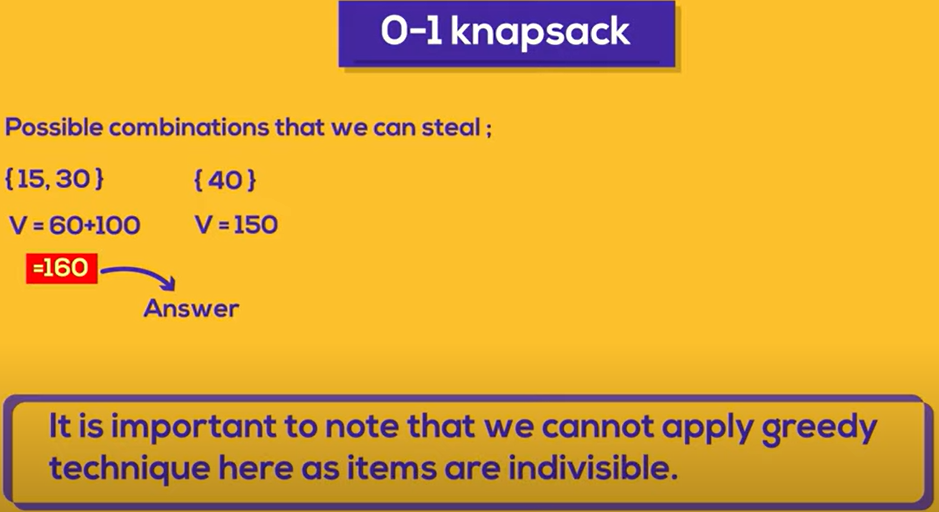 0-1 knapsack
Possible combinations that we can steal ;
{ 15, 30 } { 40 }
V = 60+100 V = 150
=160
Answer
It is important to note that we cannot apply greedy
technique here as items are indivisible.